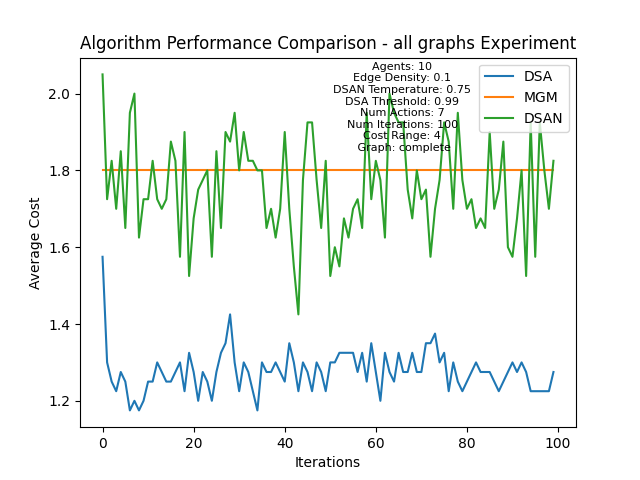 Algorithm Performance Comparison - all graphs Experiment
Agents: 10
Edge Density: 0.1
DSAN Temperature: 0.75
DSA Threshold: 0.99
Num Actions: 7
Num Iterations: 100
Cost Range: 4
Graph: complete
DSA
MGM
DSAN
Average Cost
2.0
1.8
1.6
1.4
1.2
0
20
40
60
80
100
Iterations